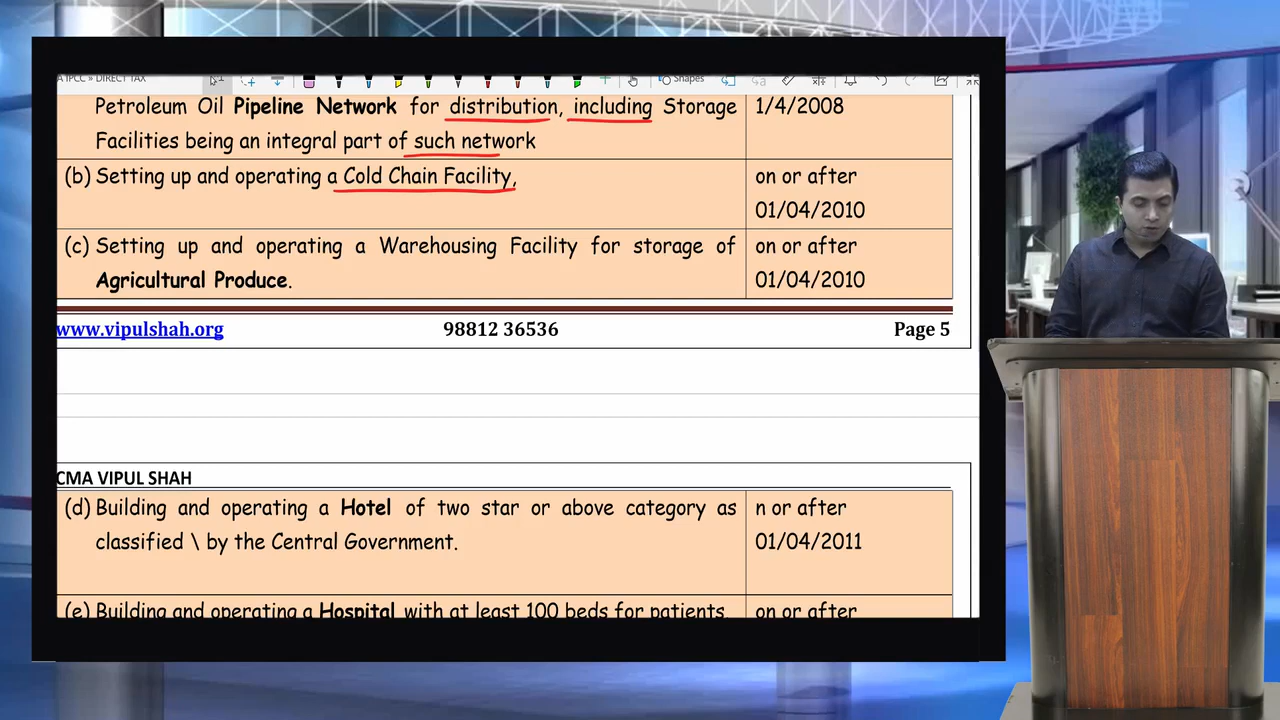 A IPCC » DIRECT TAX
Shapes
Petroleum Oil Pipeline Network for distribution, including Storage 1/4/2008
Facilities being an integral part of such network
(b) Setting up and operating a Cold Chain Facility, on or after
01/04/2010
(c) Setting up and operating a Warehousing Facility for storage of on or after
Agricultural Produce. 01/04/2010
www.vipulshah.org 98812 36536 Page 5
CMA VIPUL SHAH
(d) Building and operating a Hotel of two star or above category as n or after
classified \ by the Central Government. 01/04/2011
(e) Building and operating a Hospital with at least 100 beds for patients on or after